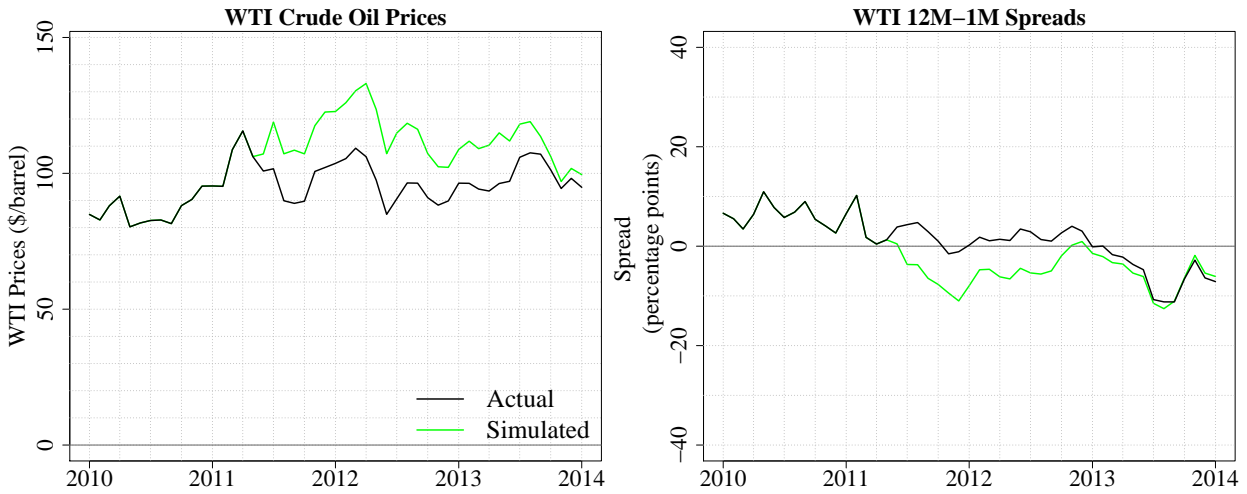 WTI Crude Oil Prices
WTI Prices ($/barrel)
150
100
50
0
Actual
Simulated
2010
2011
2012
2013
2014
WTI 12M−1M Spreads
Spread
(percentage points)
40
20
0
−20
−40
2010
2011
2012
2013
2014